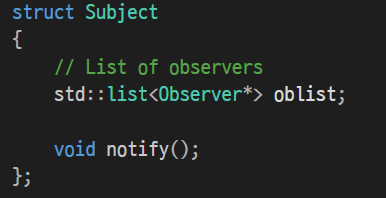 struct Subject
{
    // List of observers
    std::list<Observer*> oblist;

    void notify();
};